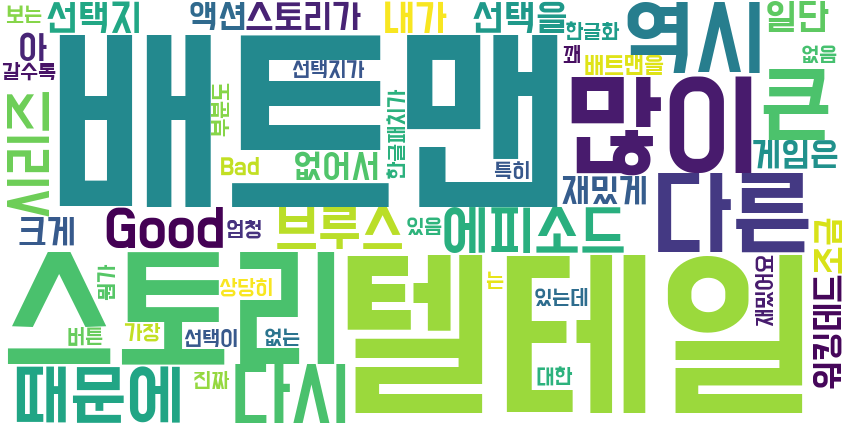 보는
선택지
액션
스토리가
내가
선택을
한글화
역시
일단
아
갈수록
배트맨
선택지가
꽤
배트맨을
없음
많이
큰
시리즈
부분도
한글패치가
게임은
Bad
없어서
특히
재밌게
다른
크게
Good
엄청
브루스
있음
에피소드
조금
스토리
텔테일
뭔가
상당히
는
있는데
재밌어요
워킹데드
버튼
가장
선택이
없는
때문에
진짜
다시
대한